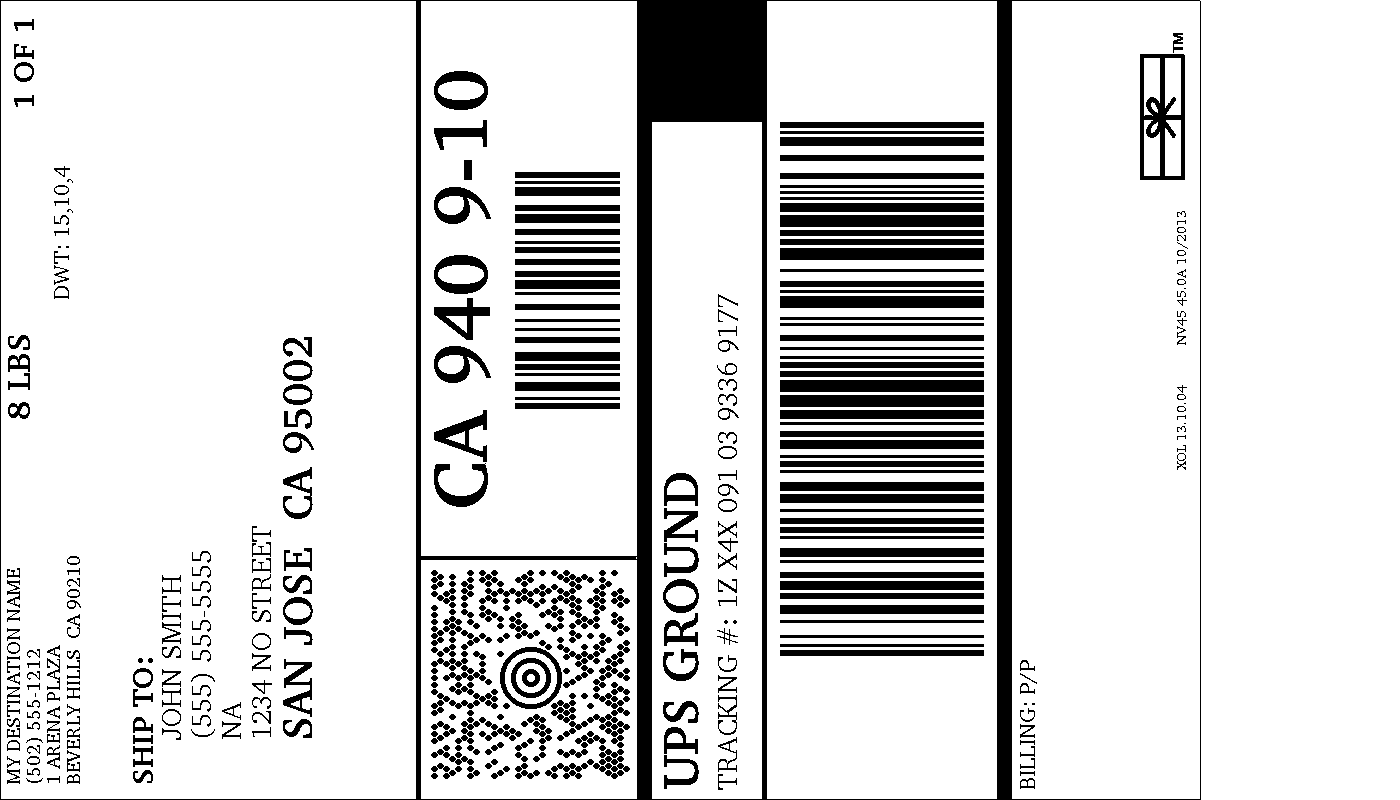 MY DESTINATION NAME
(502) 555-1212
1 ARENA PLAZA
BEVERLY HILLS CA 90210
8 LBS
1 OF 1
DWT: 15,10,4
SHIP TO:
JOHN SMITH
(555) 555-5555
NA
1234 NO STREET
SAN JOSE CA 95002
CA 940 9-10
UPS GROUND
TRACKING #: 1Z X4X 091 03 9336 9177
BILLING: P/P
XOL 13.10.04 NV45 45.0A 10/2013
TM